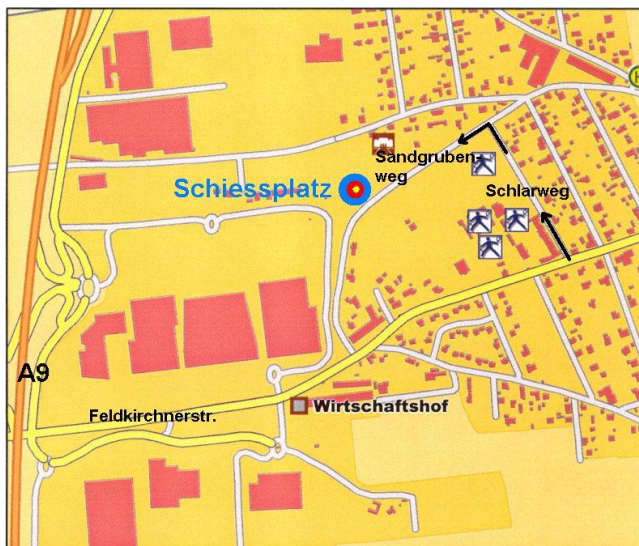 Sandgruben-
weg
Schiessplatz
Schlarweg
A9
Wirtschaftshof
Feldkirchnerstr.